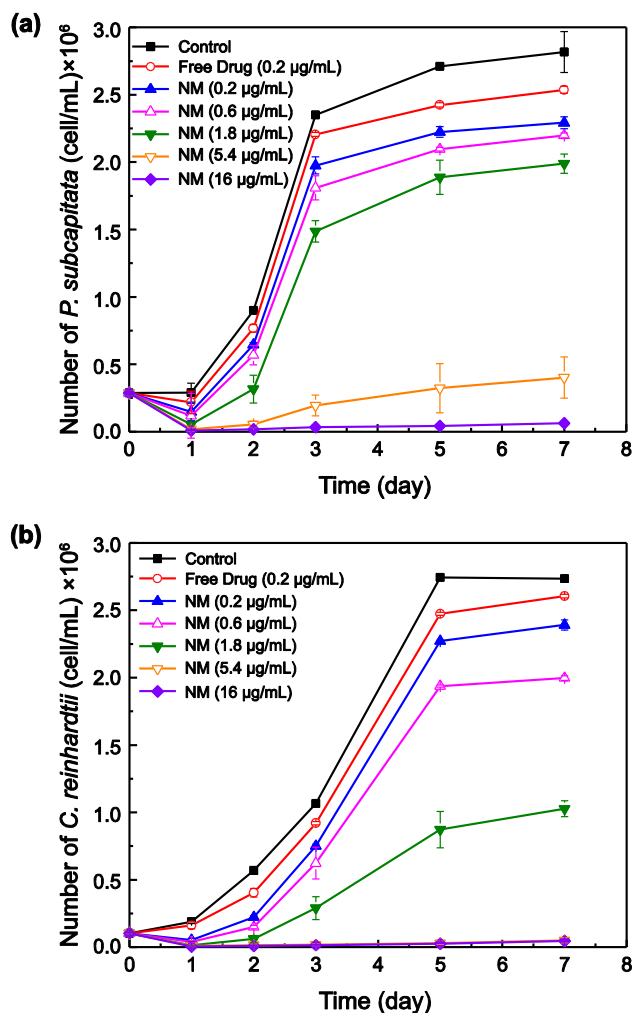 (a)
Number of P. subcapitata (cell/mL)×10⁶
3.0
2.5
2.0
1.5
1.0
0.5
0.0
Control
Free Drug (0.2 µg/mL)
NM (0.2 µg/mL)
NM (0.6 µg/mL)
NM (1.8 µg/mL)
NM (5.4 µg/mL)
NM (16 µg/mL)
0 1 2 3 4 5 6 7 8
Time (day)
(b)
Number of C. reinhardtii (cell/mL) ×10⁶
3.0
2.5
2.0
1.5
1.0
0.5
0.0
Control
Free Drug (0.2 µg/mL)
NM (0.2 µg/mL)
NM (0.6 µg/mL)
NM (1.8 µg/mL)
NM (5.4 µg/mL)
NM (16 µg/mL)
0 1 2 3 4 5 6 7 8
Time (day)